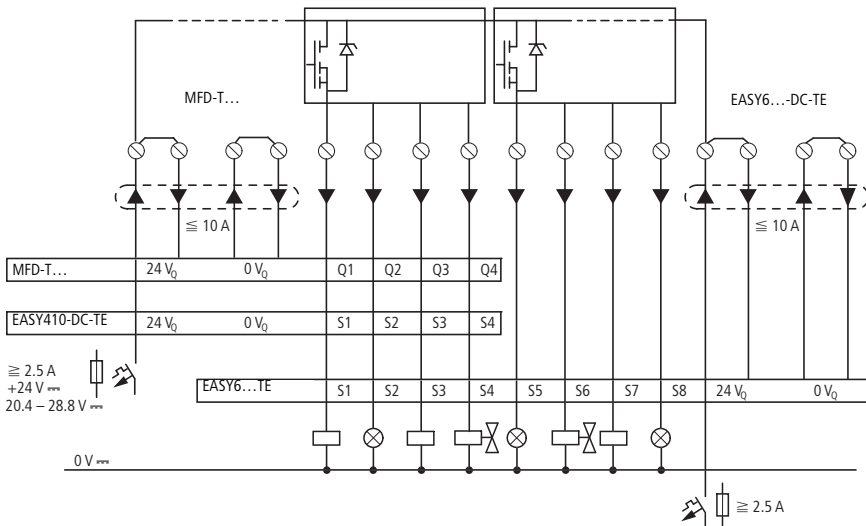 MFD-T…
EASY6…-DC-TE
≦ 10 A
≦ 10 A
MFD-T… 24 VQ 0 VQ Q1 Q2 Q3 Q4
EASY410-DC-TE 24 VQ 0 VQ S1 S2 S3 S4
≧ 2.5 A
+24 V ⎓
20.4 – 28.8 V ⎓
EASY6…TE S1 S2 S3 S4 S5 S6 S7 S8 24 VQ 0 VQ
0 V ⎓
≧ 2.5 A